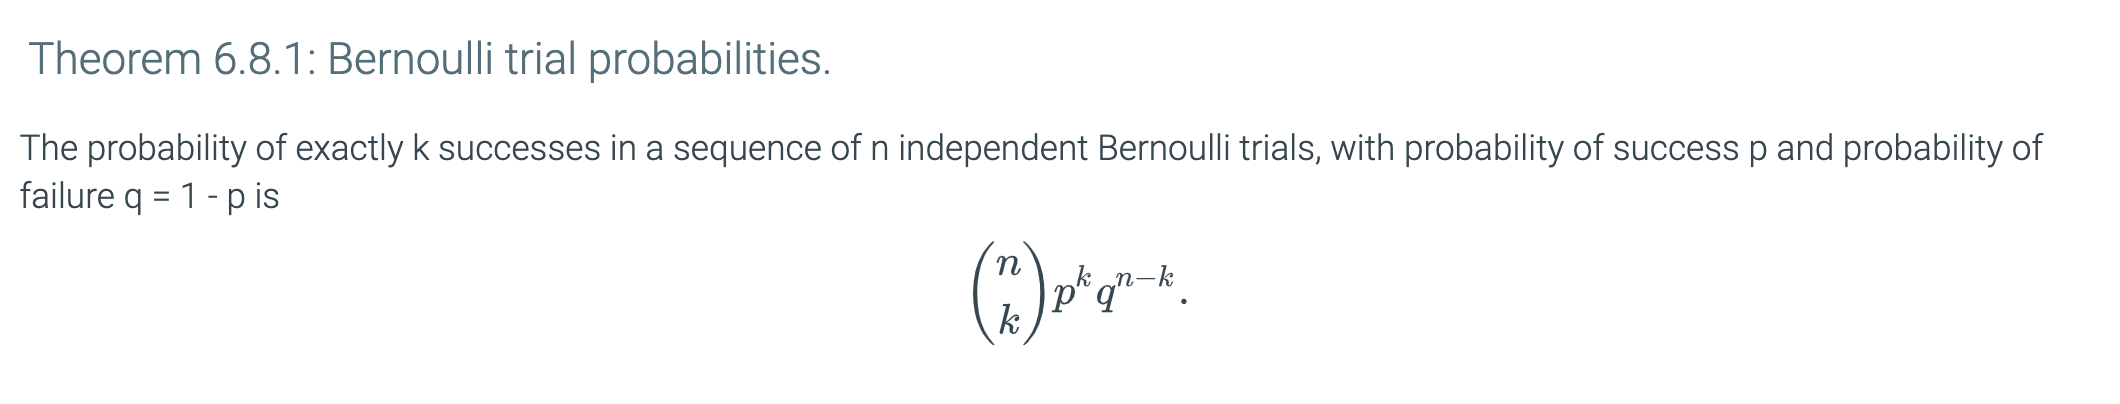 Theorem 6.8.1: Bernoulli trial probabilities.
The probability of exactly k successes in a sequence of n independent Bernoulli trials, with probability of success p and probability of
failure q = 1 - p is
$\binom{n}{k} p^k q^{n-k}.$